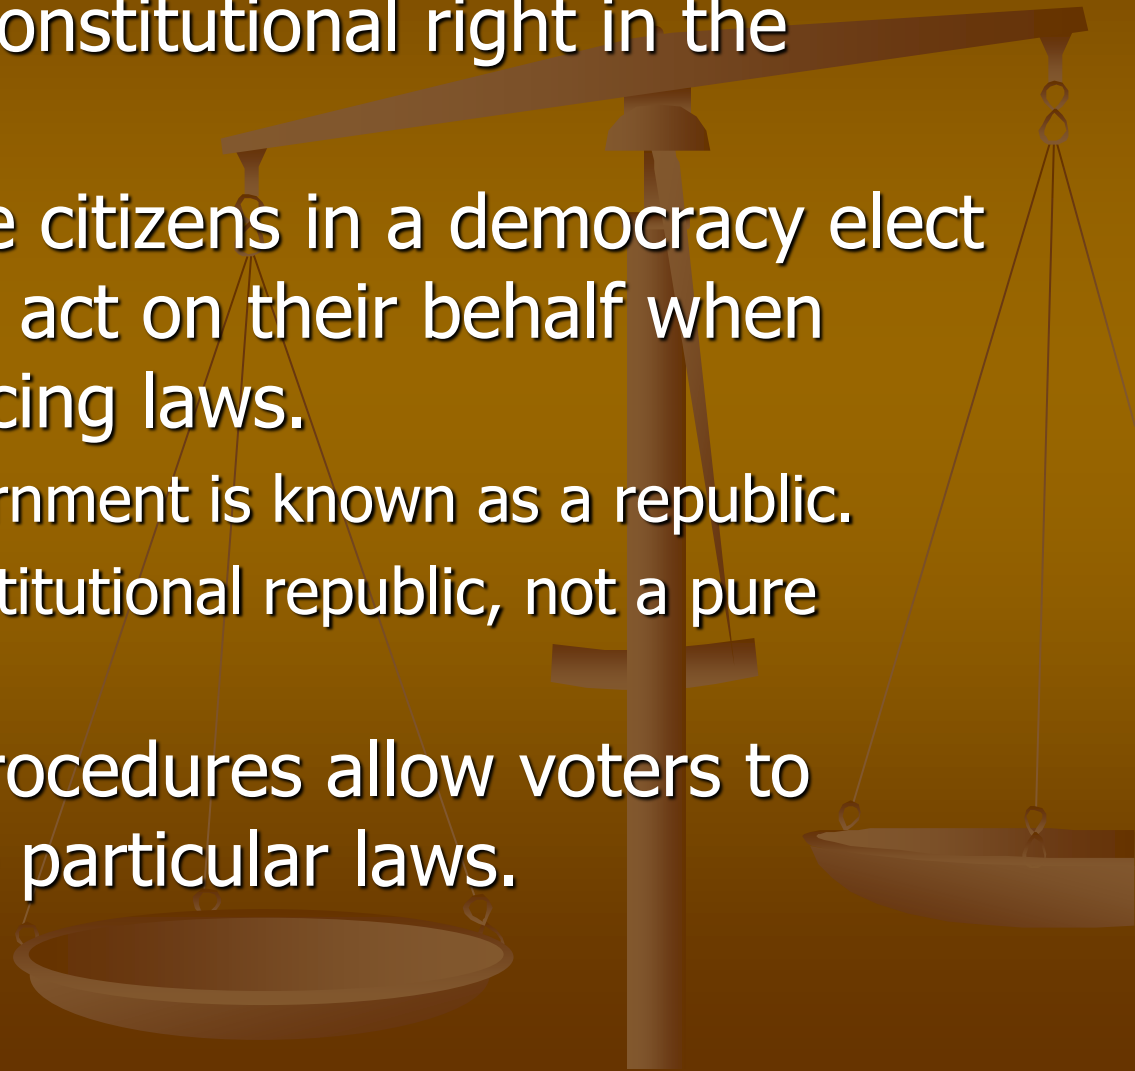 onstitutional right in the
e citizens in a democracy elect
act on their behalf when
cing laws.
rnment is known as a republic.
titutional republic, not a pure
rocedures allow voters to
particular laws.